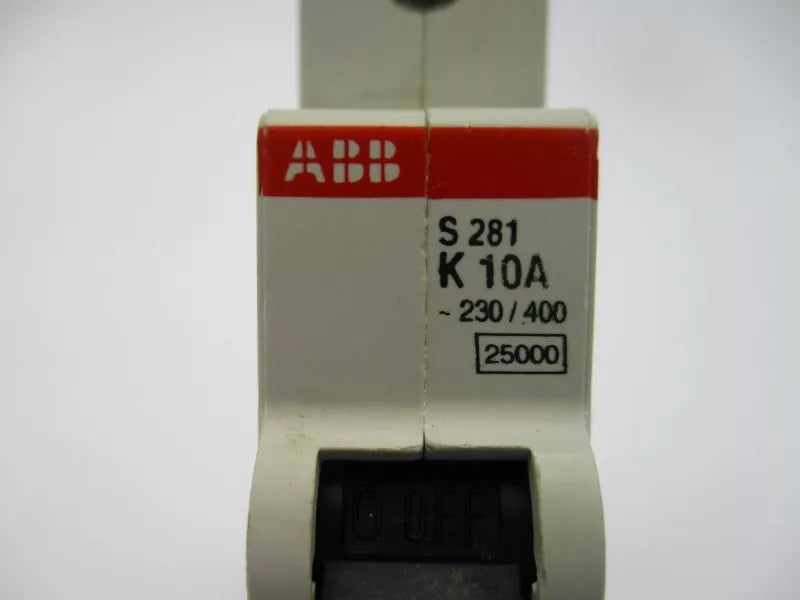 ABB
S 281
K 10A
~ 230 / 400
25000
O OFF